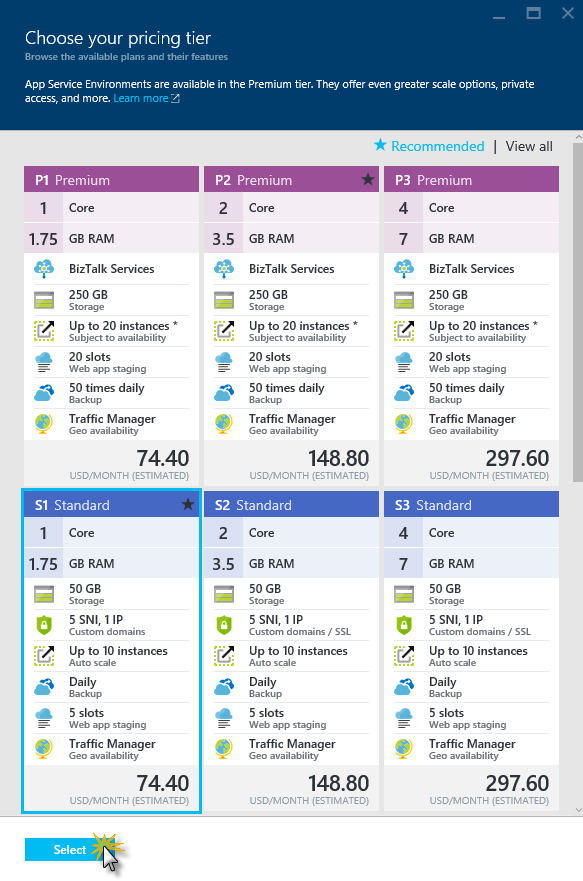 Choose your pricing tier
Browse the available plans and their features
App Service Environments are available in the Premium tier. They offer even greater scale options, private
access, and more. Learn more
Recommended | View all
P1 Premium
1 Core
1.75 GB RAM
BizTalk Services
250 GB
Storage
Up to 20 instances *
Subject to availability
20 slots
Web app staging
50 times daily
Backup
Traffic Manager
Geo availability
74.40
USD/MONTH (ESTIMATED)
P2 Premium
2 Core
3.5 GB RAM
BizTalk Services
250 GB
Storage
Up to 20 instances *
Subject to availability
20 slots
Web app staging
50 times daily
Backup
Traffic Manager
Geo availability
148.80
USD/MONTH (ESTIMATED)
P3 Premium
4 Core
7 GB RAM
BizTalk Services
250 GB
Storage
Up to 20 instances *
Subject to availability
20 slots
Web app staging
50 times daily
Backup
Traffic Manager
Geo availability
297.60
USD/MONTH (ESTIMATED)
S1 Standard
1 Core
1.75 GB RAM
50 GB
Storage
5 SNI, 1 IP
Custom domains
Up to 10 instances
Auto scale
Daily
Backup
5 slots
Web app staging
Traffic Manager
Geo availability
74.40
USD/MONTH (ESTIMATED)
S2 Standard
2 Core
3.5 GB RAM
50 GB
Storage
5 SNI, 1 IP
Custom domains / SSL
Up to 10 instances
Auto scale
Daily
Backup
5 slots
Web app staging
Traffic Manager
Geo availability
148.80
USD/MONTH (ESTIMATED)
S3 Standard
4 Core
7 GB RAM
50 GB
Storage
5 SNI, 1 IP
Custom domains / SSL
Up to 10 instances
Auto scale
Daily
Backup
5 slots
Web app staging
Traffic Manager
Geo availability
297.60
USD/MONTH (ESTIMATED)
Select